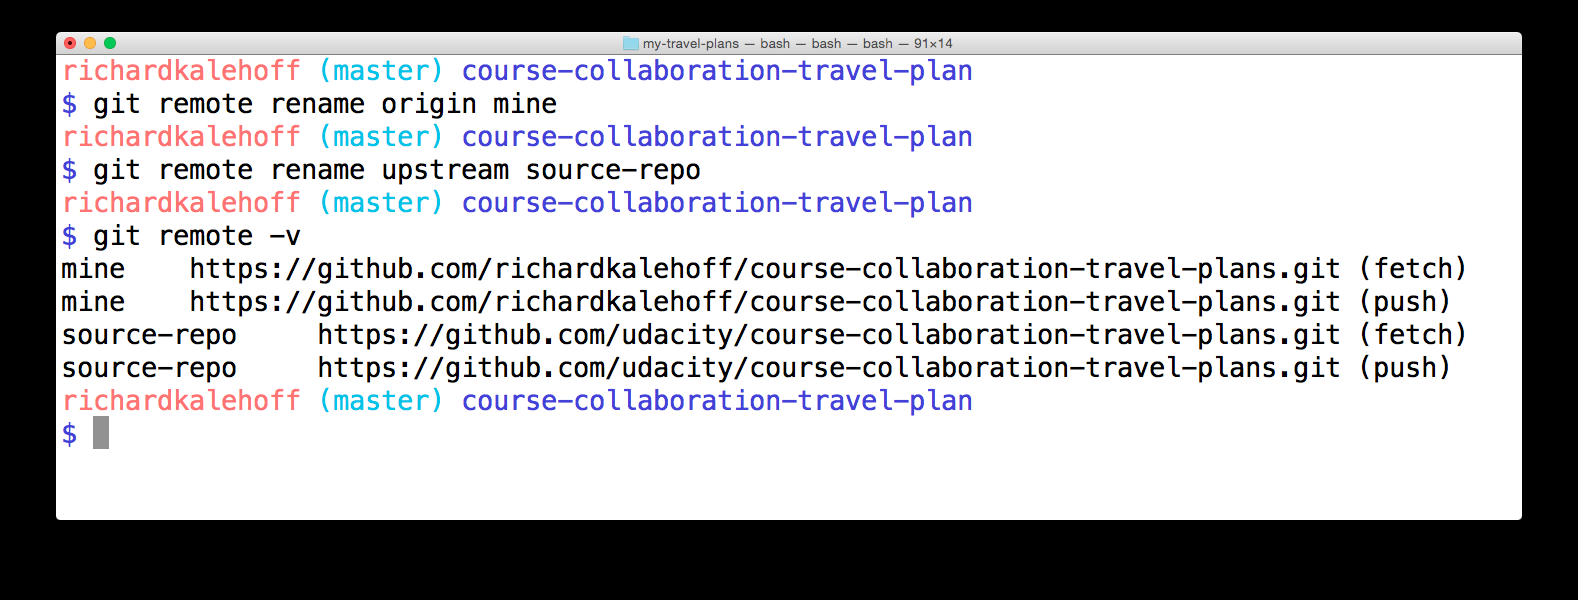 my-travel-plans — bash — bash — bash — 91×14
richardkalehoff (master) course-collaboration-travel-plan
$ git remote rename origin mine
richardkalehoff (master) course-collaboration-travel-plan
$ git remote rename upstream source-repo
richardkalehoff (master) course-collaboration-travel-plan
$ git remote -v
mine    https://github.com/richardkalehoff/course-collaboration-travel-plans.git (fetch)
mine    https://github.com/richardkalehoff/course-collaboration-travel-plans.git (push)
source-repo     https://github.com/udacity/course-collaboration-travel-plans.git (fetch)
source-repo     https://github.com/udacity/course-collaboration-travel-plans.git (push)
richardkalehoff (master) course-collaboration-travel-plan
$